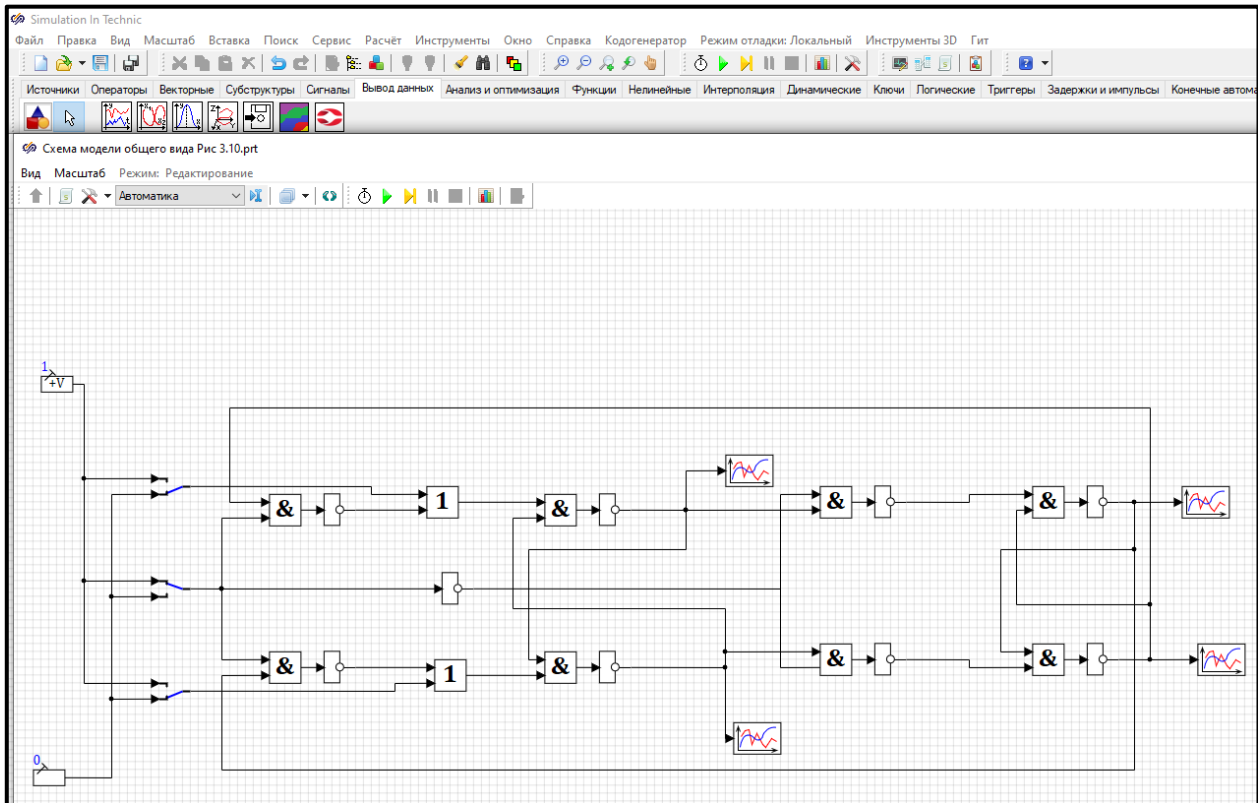 Simulation In Technic
Файл Правка Вид Масштаб Вставка Поиск Сервис Расчёт Инструменты Окно Справка Кодогенератор Режим отладки: Локальный Инструменты 3D Гит
Источники Операторы Векторные Субструктуры Сигналы Вывод данных Анализ и оптимизация Функции Нелинейные Интерполяция Динамические Ключи Логические Триггеры Задержки и импульсы Конечные автома
Схема модели общего вида Рис 3.10.prt
Вид Масштаб Режим: Редактирование
Автоматика
1
+V
& 1 & & &
& 1 & & &
0